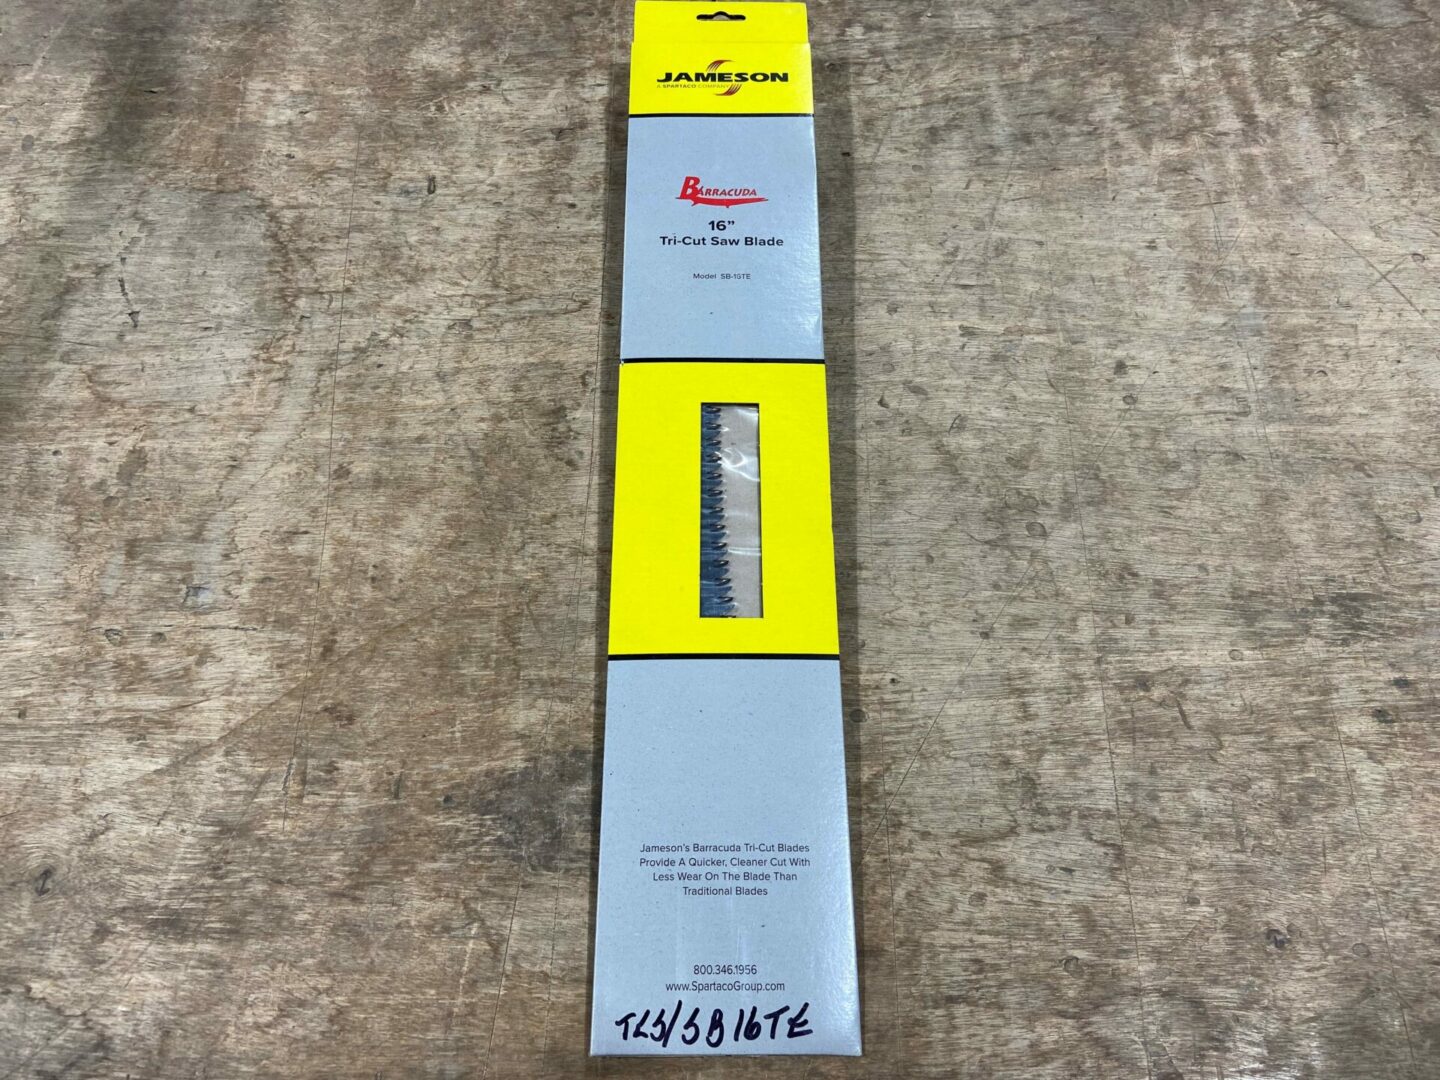 JAMESON
A SPARTACO COMPANY
BARRACUDA
16”
Tri-Cut Saw Blade
Model SB-16TE
Jameson's Barracuda Tri-Cut Blades
Provide A Quicker, Cleaner Cut With
Less Wear On The Blade Than
Traditional Blades
800.346.1956
www.SpartacoGroup.com
TLS/SB16TE